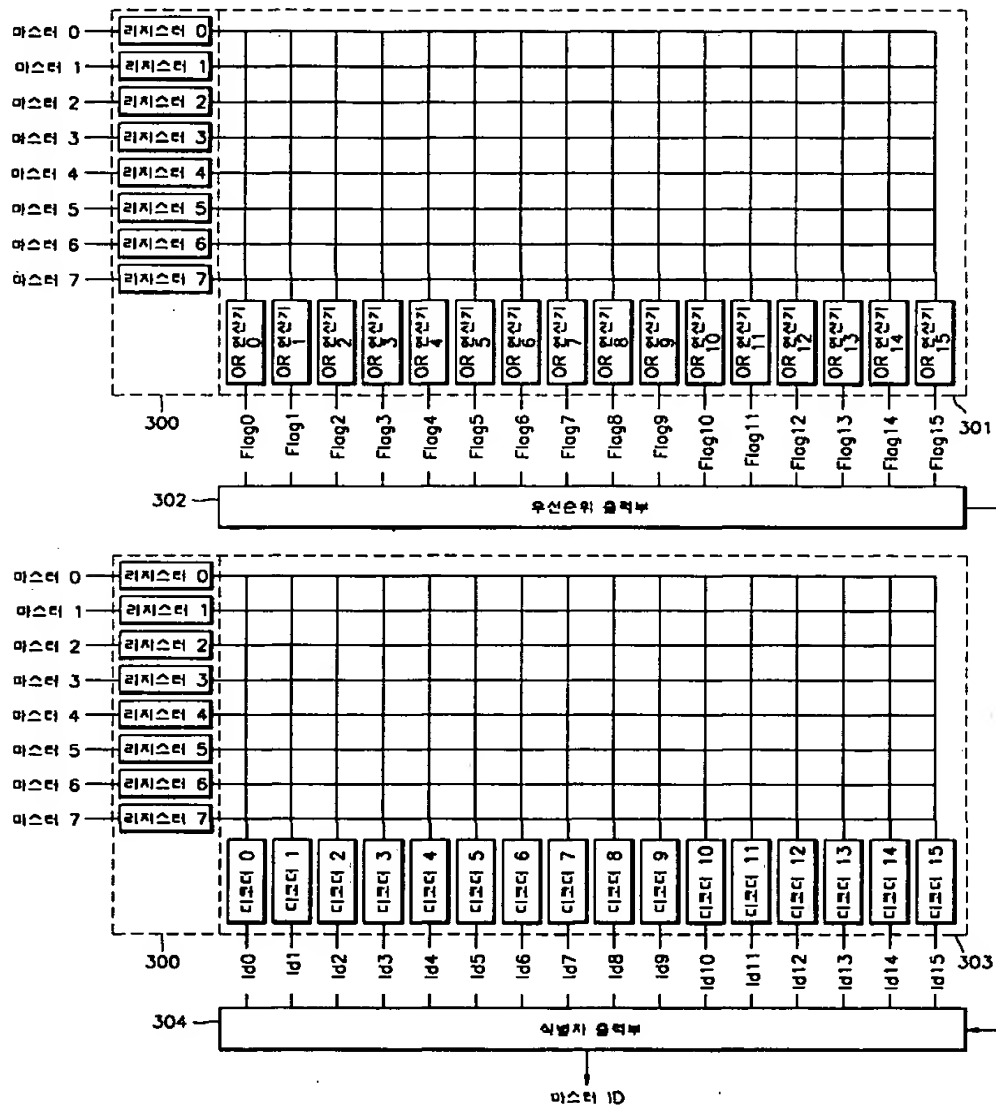 마스터 0 리지스터 0
마스터 1 리지스터 1
마스터 2 리지스터 2
마스터 3 리지스터 3
마스터 4 리지스터 4
마스터 5 리지스터 5
마스터 6 리지스터 6
마스터 7 리지스터 7
OR 연산기 0
OR 연산기 1
OR 연산기 2
OR 연산기 3
OR 연산기 4
OR 연산기 5
OR 연산기 6
OR 연산기 7
OR 연산기 8
OR 연산기 9
OR 연산기 10
OR 연산기 11
OR 연산기 12
OR 연산기 13
OR 연산기 14
OR 연산기 15
300
301
Flag0
Flag1
Flag2
Flag3
Flag4
Flag5
Flag6
Flag7
Flag8
Flag9
Flag10
Flag11
Flag12
Flag13
Flag14
Flag15
302
우선순위 출력부
마스터 0 리지스터 0
마스터 1 리지스터 1
마스터 2 리지스터 2
마스터 3 리지스터 3
마스터 4 리지스터 4
마스터 5 리지스터 5
마스터 6 리지스터 6
마스터 7 리지스터 7
디코더 0
디코더 1
디코더 2
디코더 3
디코더 4
디코더 5
디코더 6
디코더 7
디코더 8
디코더 9
디코더 10
디코더 11
디코더 12
디코더 13
디코더 14
디코더 15
300
303
Id0
Id1
Id2
Id3
Id4
Id5
Id6
Id7
Id8
Id9
Id10
Id11
Id12
Id13
Id14
Id15
304
식별자 출력부
마스터 ID